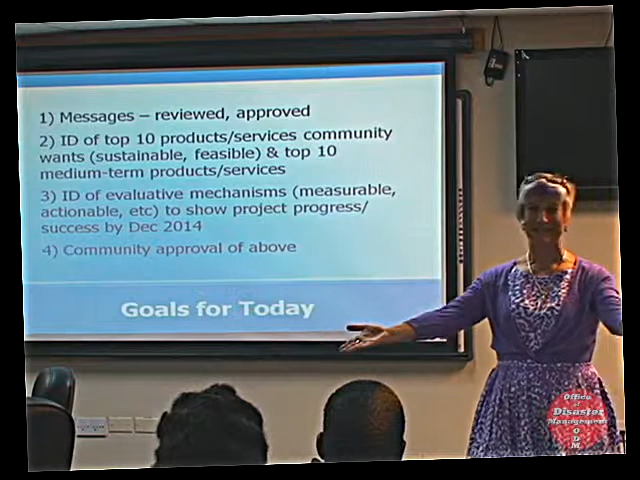 1) Messages – reviewed, approved
2) ID of top 10 products/services community
wants (sustainable, feasible) & top 10
medium-term products/services
3) ID of evaluative mechanisms (measurable,
actionable, etc) to show project progress/
success by Dec 2014
4) Community approval of above
Goals for Today
Office
of
Disaster
Management
O
D
M